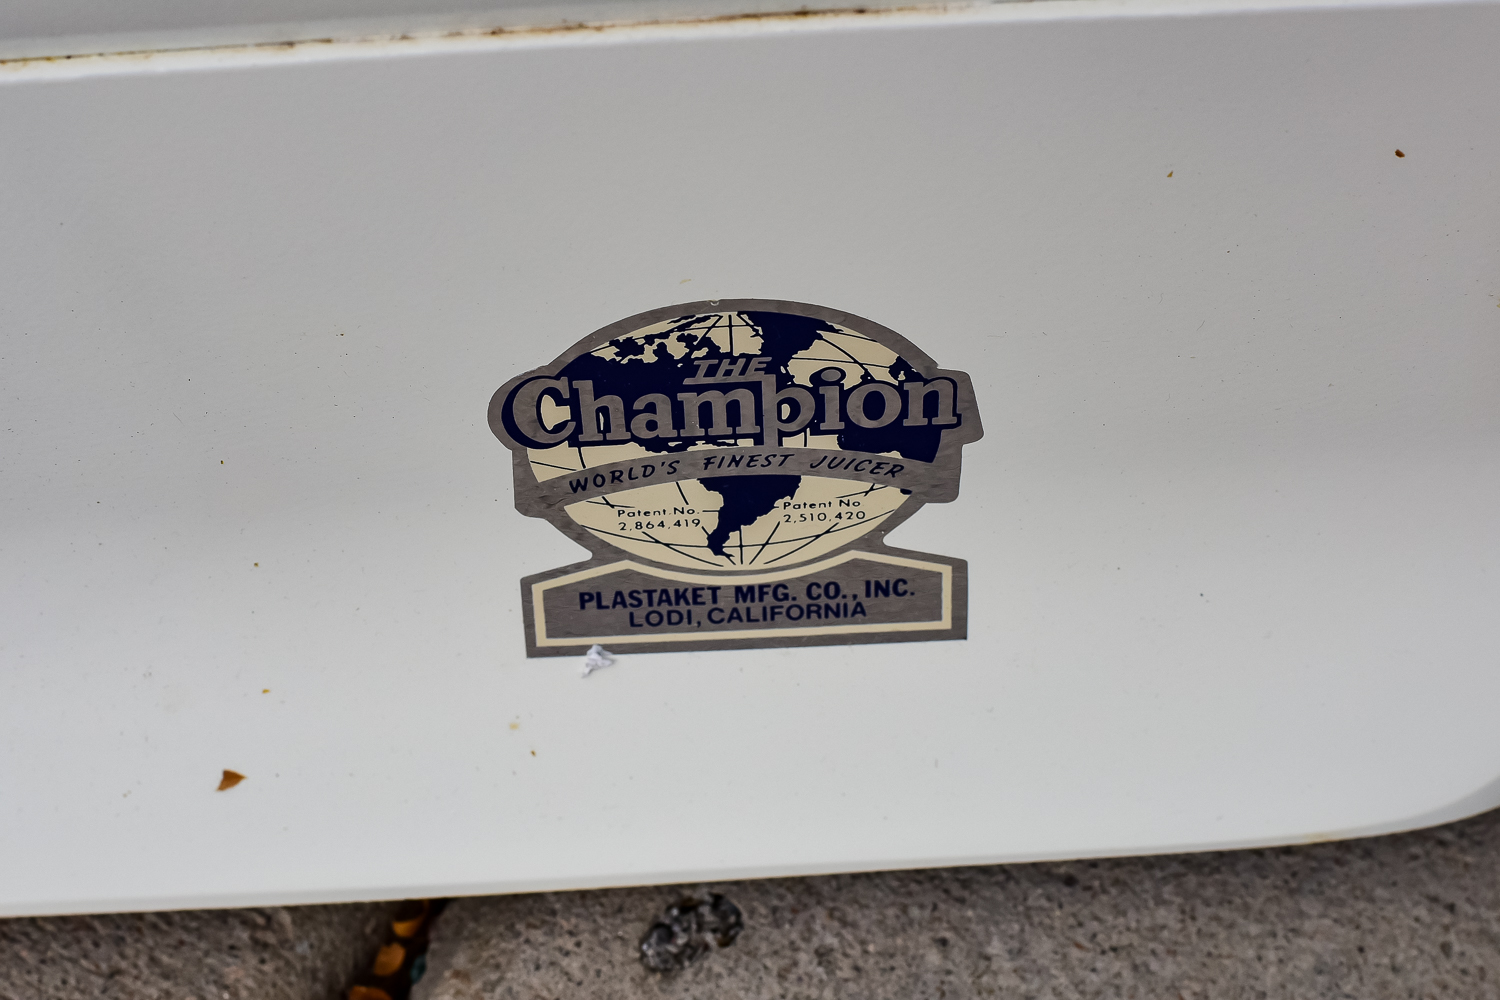 THE
Champion
WORLD'S FINEST JUICER
Patent No. 2,864,419
Patent No 2,510,420
PLASTAKET MFG. CO., INC.
LODI, CALIFORNIA